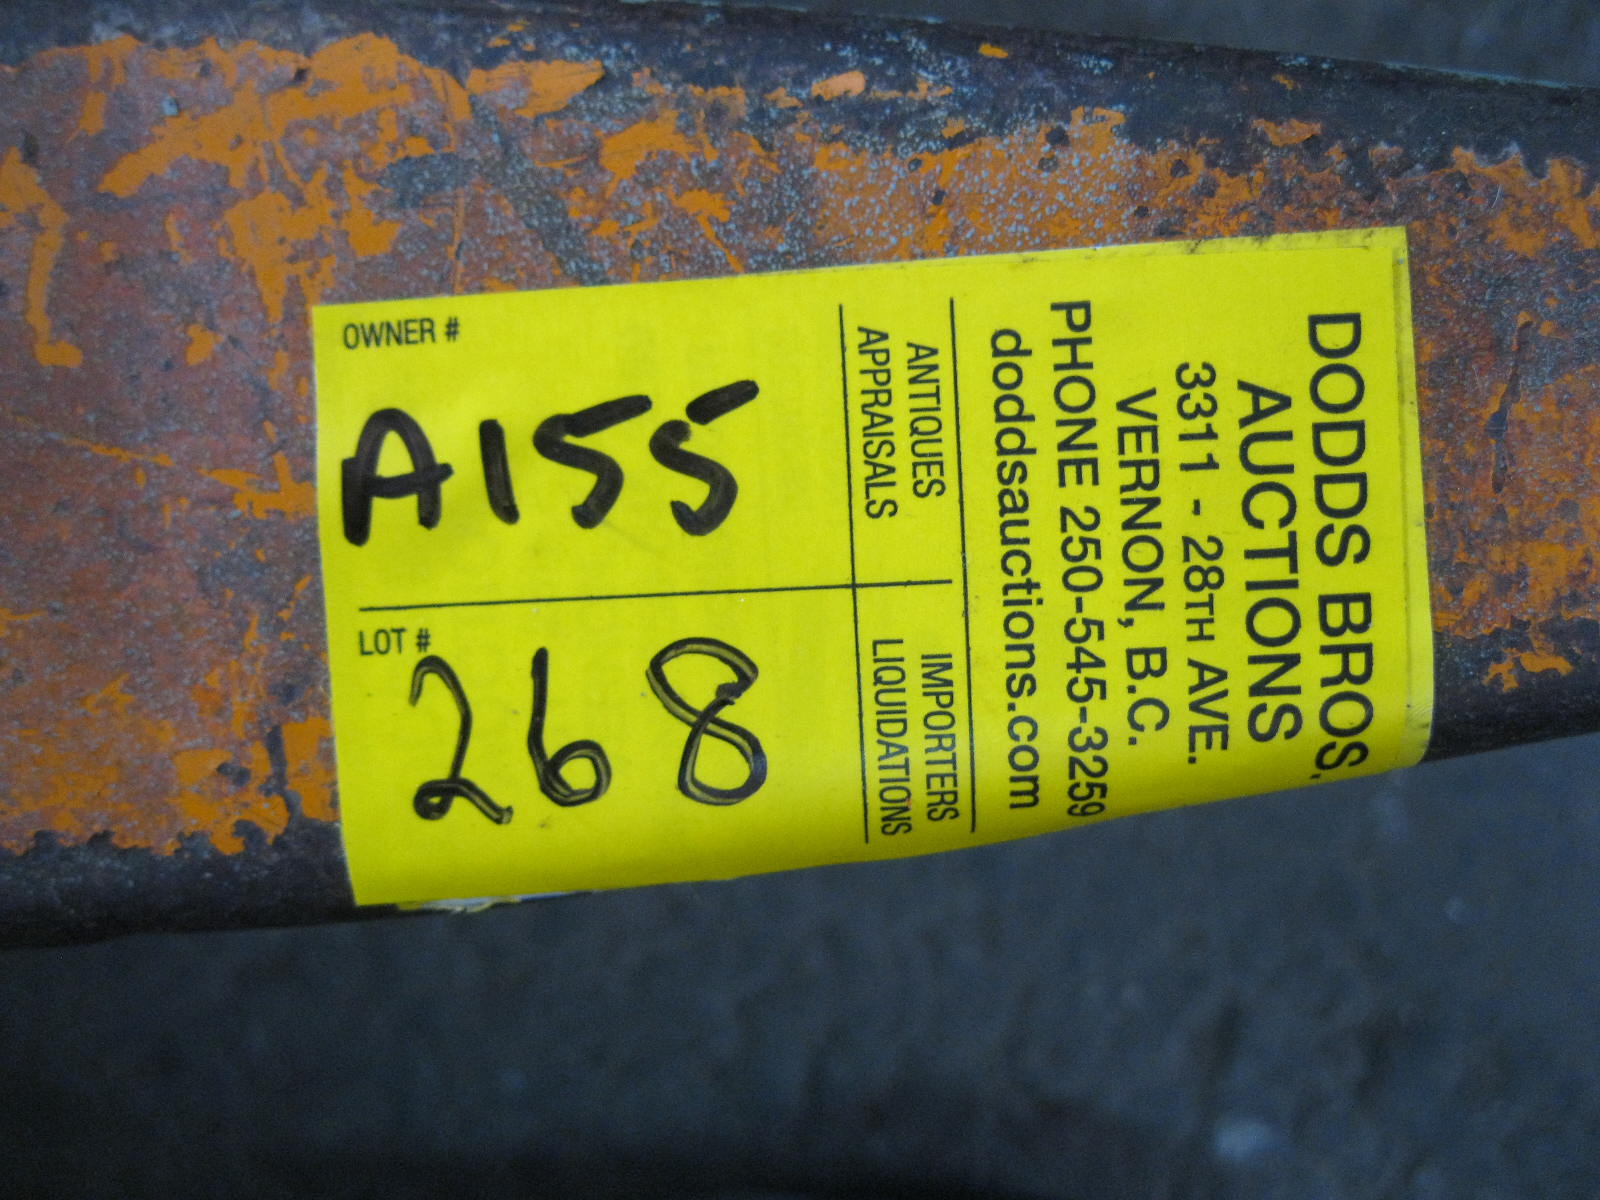 DODDS BROS.
AUCTIONS
3311 - 28TH AVE.
VERNON, B.C.
PHONE 250-545-3259
doddsauctions.com
ANTIQUES
APPRAISALS
IMPORTERS
LIQUIDATIONS
OWNER #
A155
LOT #
268